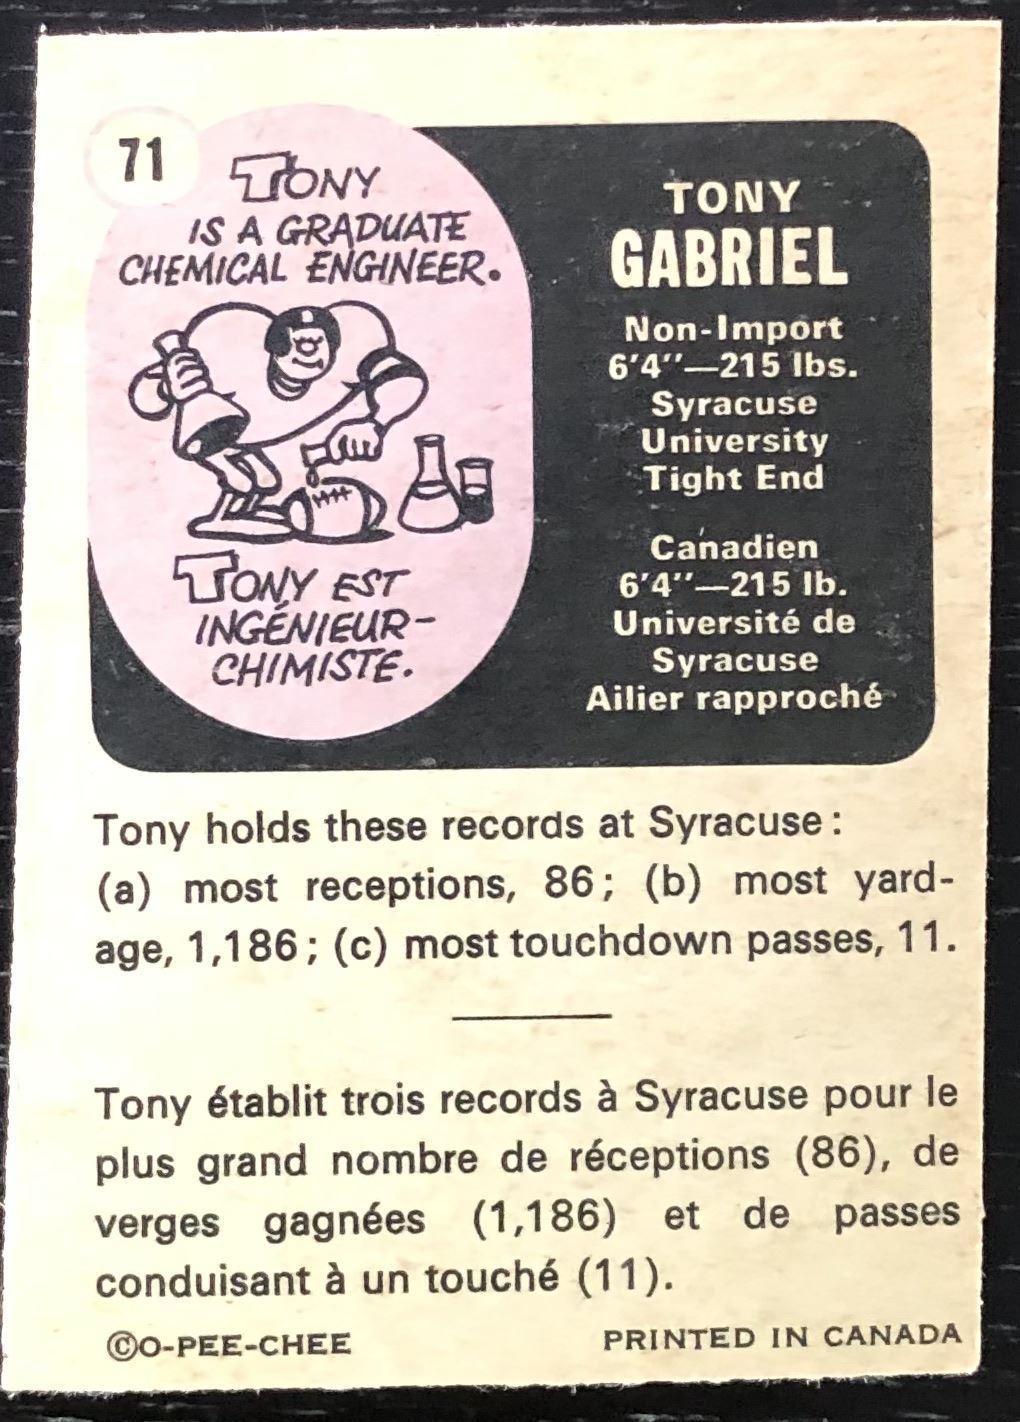 71
TONY
IS A GRADUATE
CHEMICAL ENGINEER.
TONY EST
INGÉNIEUR-
CHIMISTE.
TONY
GABRIEL
Non-Import
6'4"—215 lbs.
Syracuse
University
Tight End
Canadien
6'4"—215 lb.
Université de
Syracuse
Ailier rapproché
Tony holds these records at Syracuse:
(a) most receptions, 86; (b) most yard-
age, 1,186; (c) most touchdown passes, 11.
Tony établit trois records à Syracuse pour le
plus grand nombre de réceptions (86), de
verges gagnées (1,186) et de passes
conduisant à un touché (11).
©O-PEE-CHEE
PRINTED IN CANADA